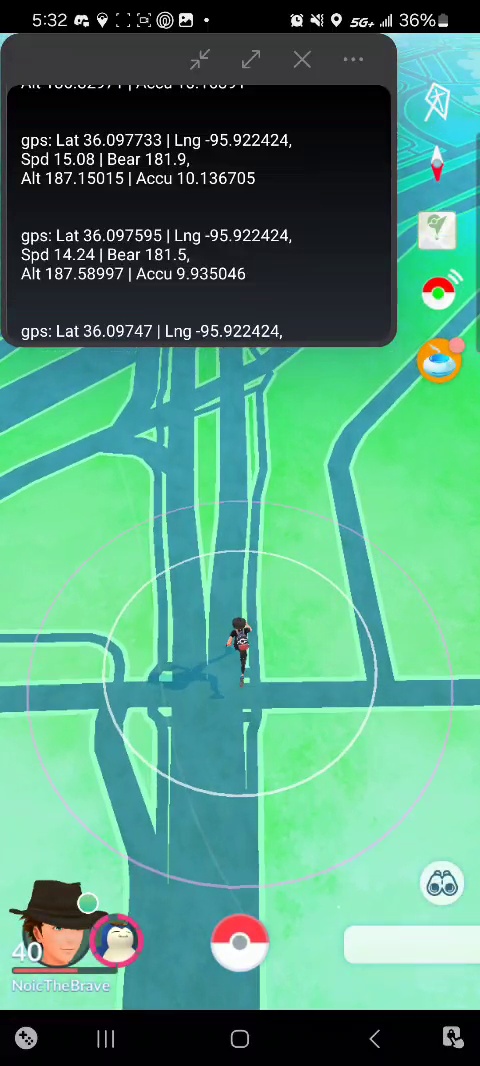 5:32
5G+
36%
gps: Lat 36.097733 | Lng -95.922424,
Spd 15.08 | Bear 181.9,
Alt 187.15015 | Accu 10.136705
gps: Lat 36.097595 | Lng -95.922424,
Spd 14.24 | Bear 181.5,
Alt 187.58997 | Accu 9.935046
gps: Lat 36.09747 | Lng -95.922424,
40
NoicTheBrave